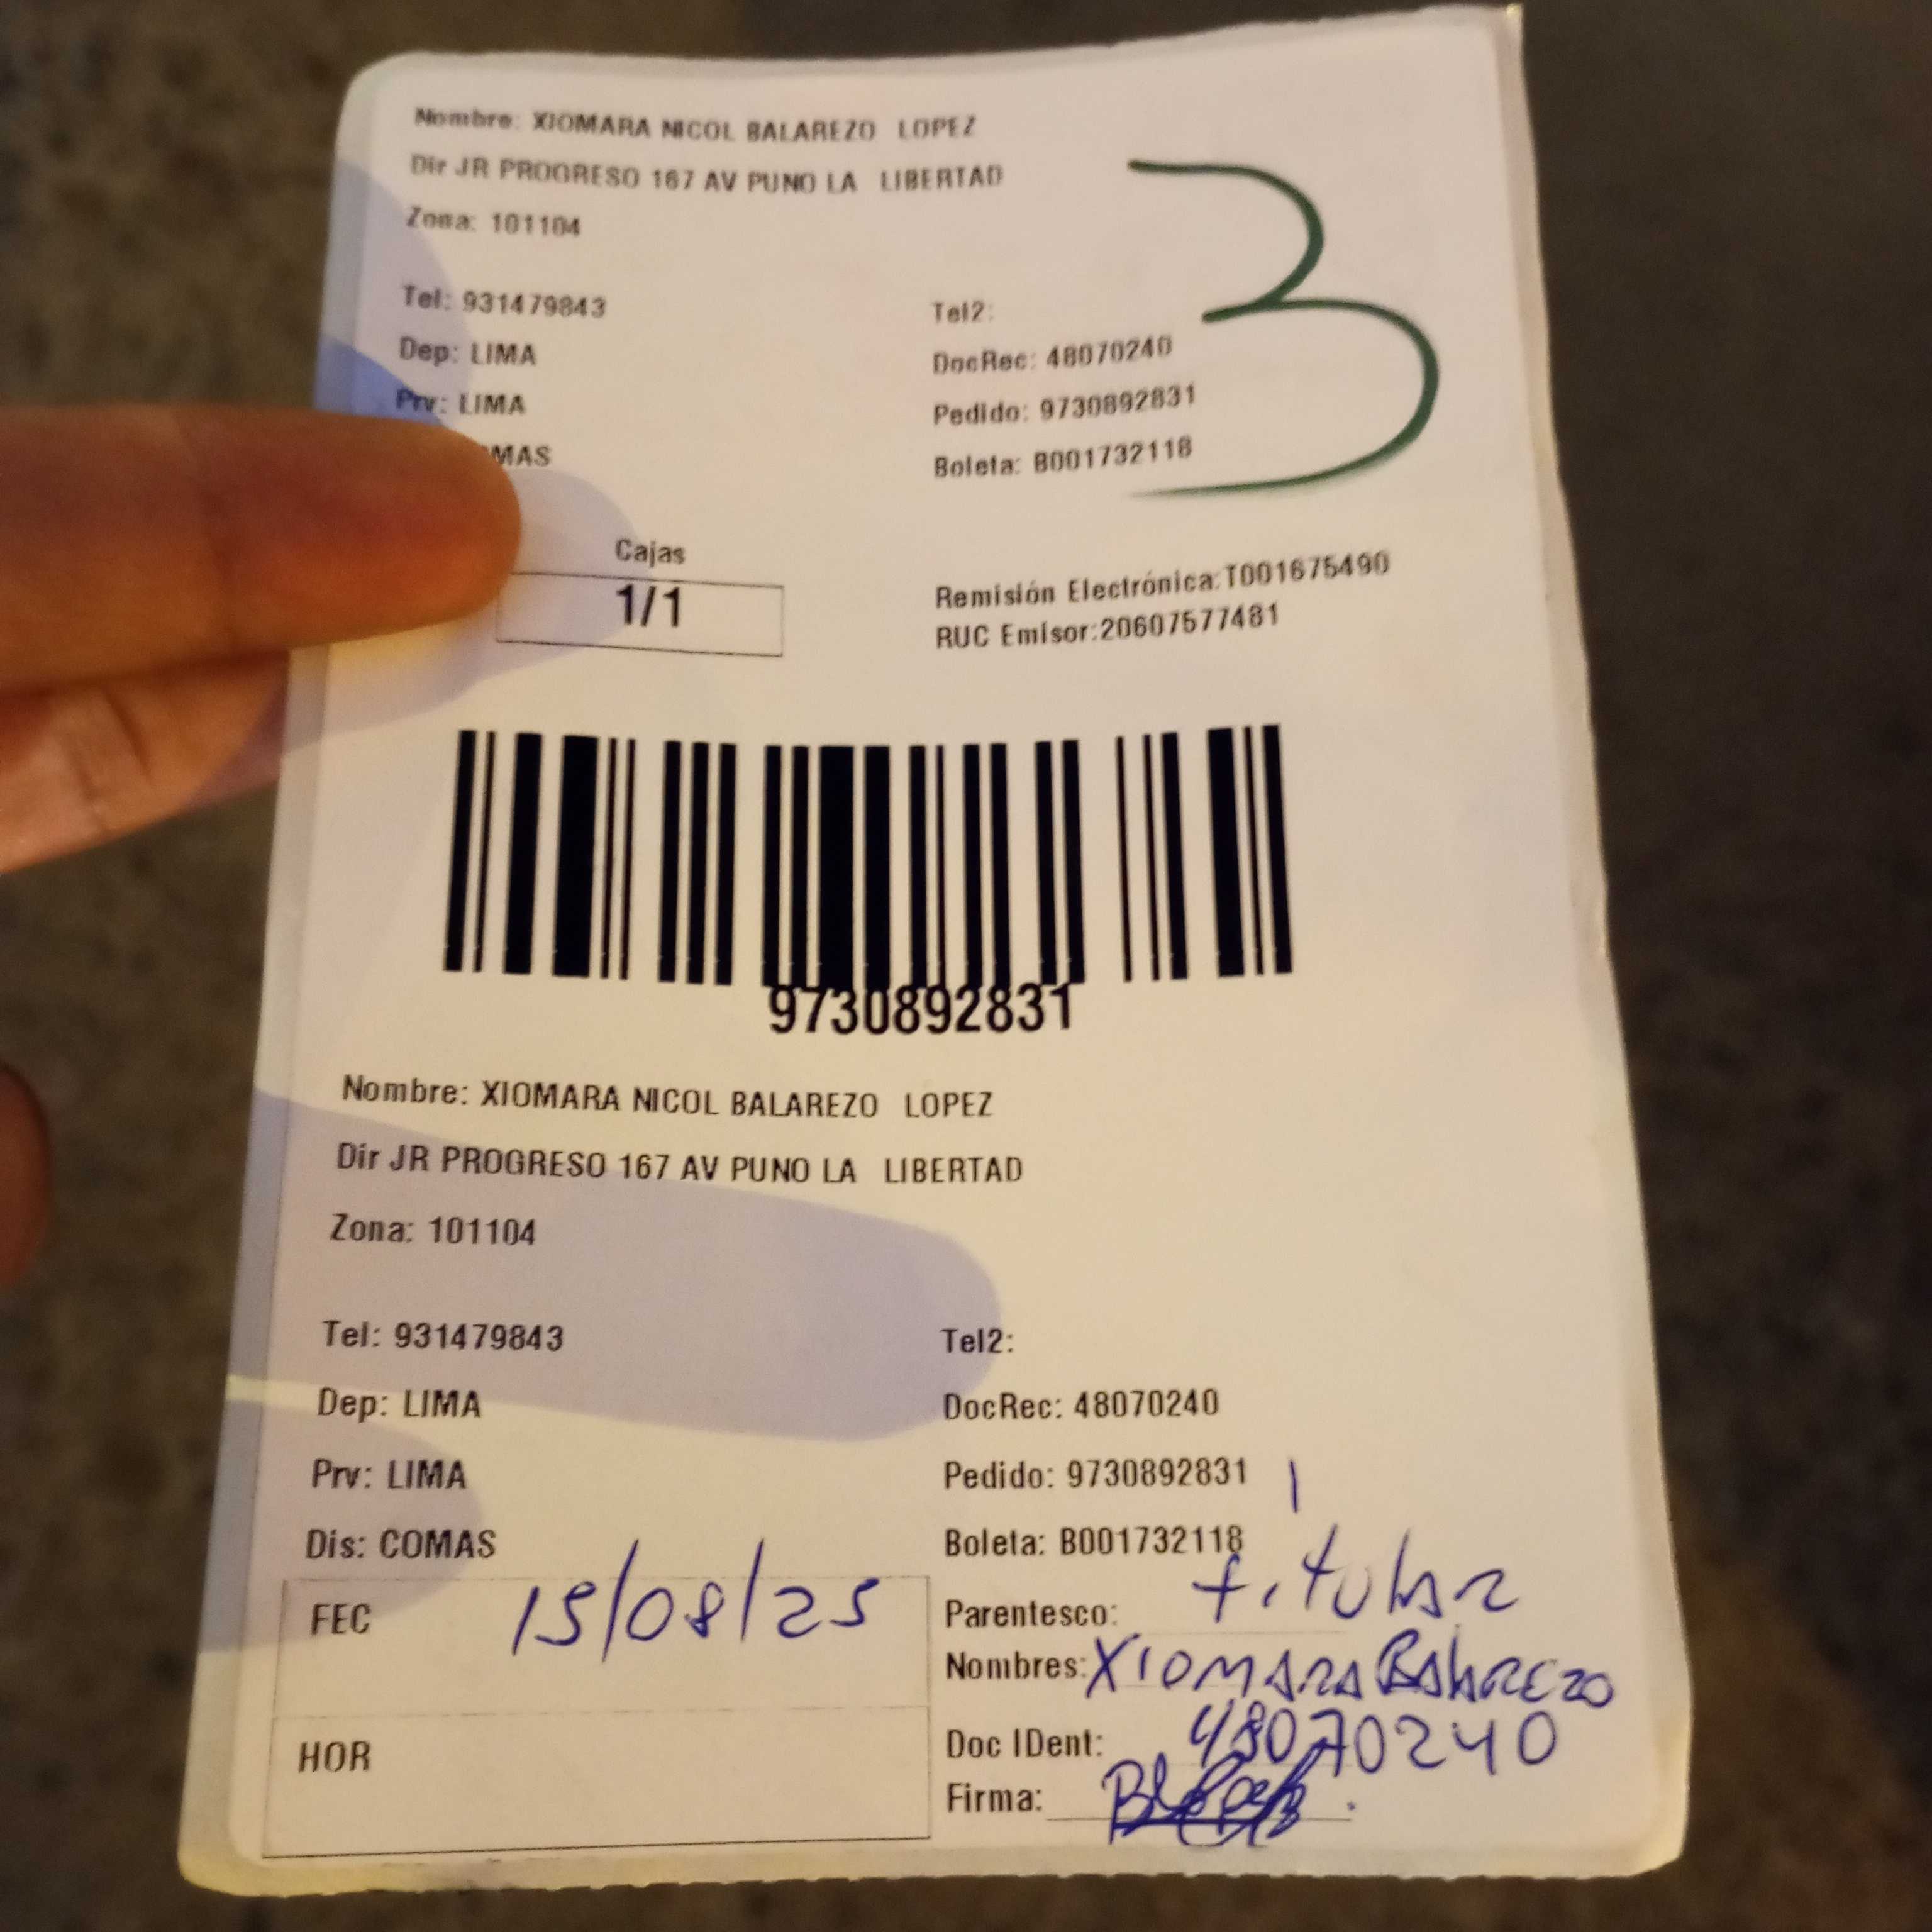 Nombre: XIOMARA NICOL BALAREZO LOPEZ
Dir JR PROGRESO 167 AV PUNO LA LIBERTAD
Zona: 101104
3
Tel: 931479843 Tel2:
Dep: LIMA DocRec: 48070240
Prv: LIMA Pedido: 9730892831
MAS Boleta: B001732118
Cajas
1/1
Remisión Electrónica:T001675490
RUC Emisor:20607577481
9730892831
Nombre: XIOMARA NICOL BALAREZO LOPEZ
Dir JR PROGRESO 167 AV PUNO LA LIBERTAD
Zona: 101104
Tel: 931479843 Tel2:
Dep: LIMA DocRec: 48070240
Prv: LIMA Pedido: 9730892831
Dis: COMAS Boleta: B001732118
FEC 15/08/25
Parentesco: titular
Nombres: XIOMARA BALAREZO
HOR
Doc IDent: 48070240
Firma: